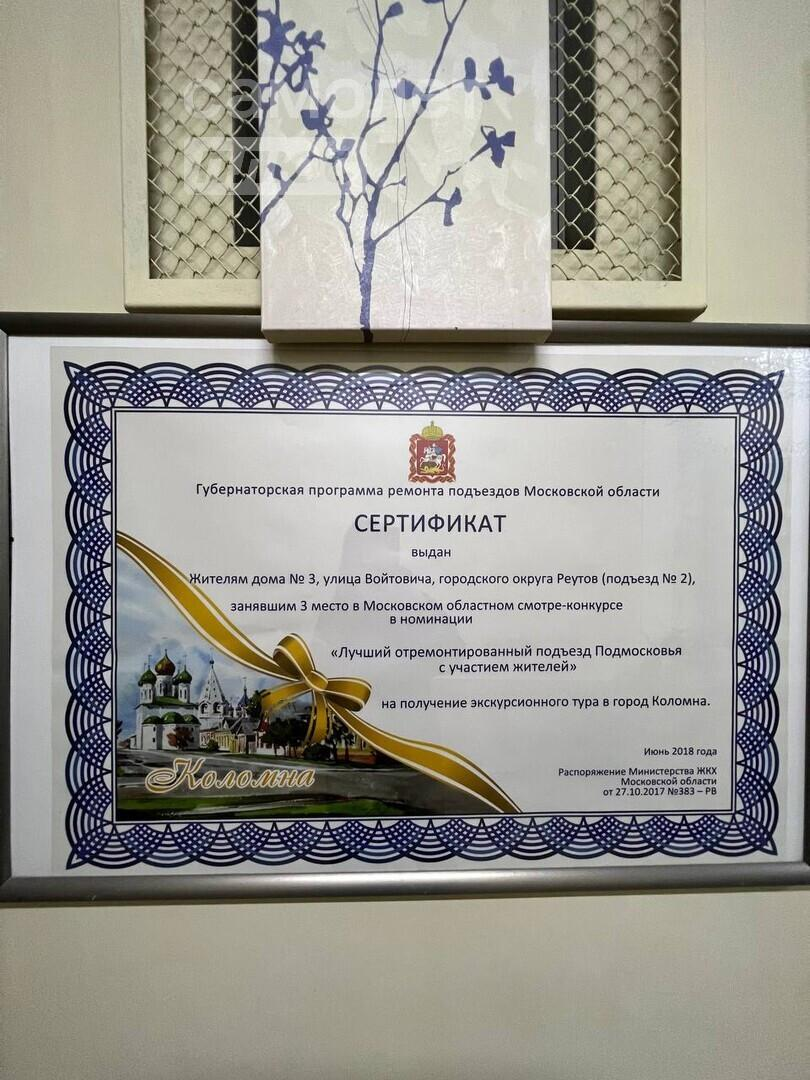 самолет
плюс
Губернаторская программа ремонта подъездов Московской области
СЕРТИФИКАТ
выдан
Жителям дома № 3, улица Войтовича, городского округа Реутов (подъезд № 2),
занявшим 3 место в Московском областном смотре-конкурсе
в номинации
«Лучший отремонтированный подъезд Подмосковья
с участием жителей»
на получение экскурсионного тура в город Коломна.
Июнь 2018 года
Распоряжение Министерства ЖКХ
Московской области
от 27.10.2017 №383 – РВ
Коломна